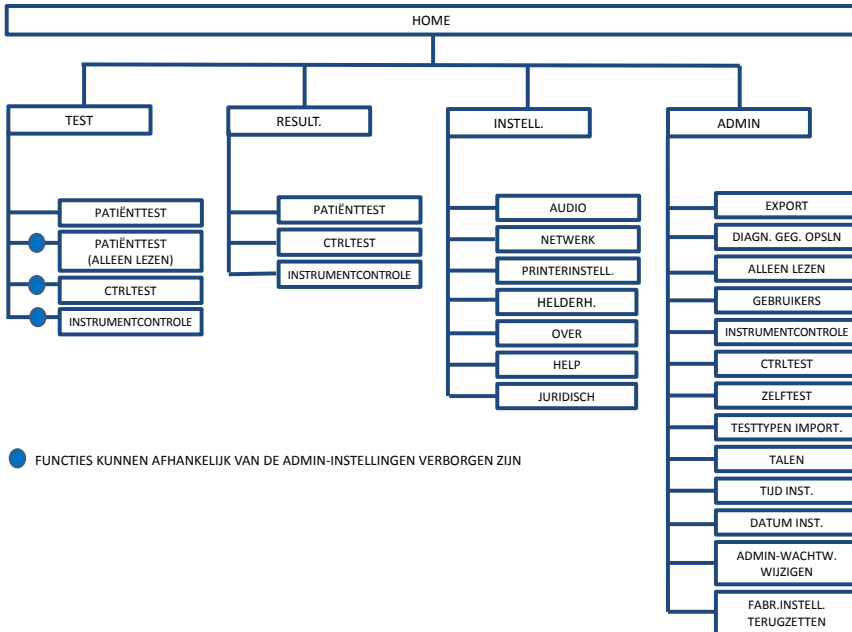 HOME
TEST
PATIËNTTEST
PATIËNTTEST
(ALLEEN LEZEN)
CTRLTEST
INSTRUMENTCONTROLE
RESULT.
PATIËNTTEST
CTRLTEST
INSTRUMENTCONTROLE
INSTELL.
AUDIO
NETWERK
PRINTERINSTELL.
HELDERH.
OVER
HELP
JURIDISCH
ADMIN
EXPORT
DIAGN. GEG. OPSLN
ALLEEN LEZEN
GEBRUIKERS
INSTRUMENTCONTROLE
CTRLTEST
ZELFTEST
TESTTYPEN IMPORT.
TALEN
TIJD INST.
DATUM INST.
ADMIN-WACHTW.
WIJZIGEN
FABR.INSTELL.
TERUGZETTEN
FUNCTIES KUNNEN AFHANKELIJK VAN DE ADMIN-INSTELLINGEN VERBORGEN ZIJN